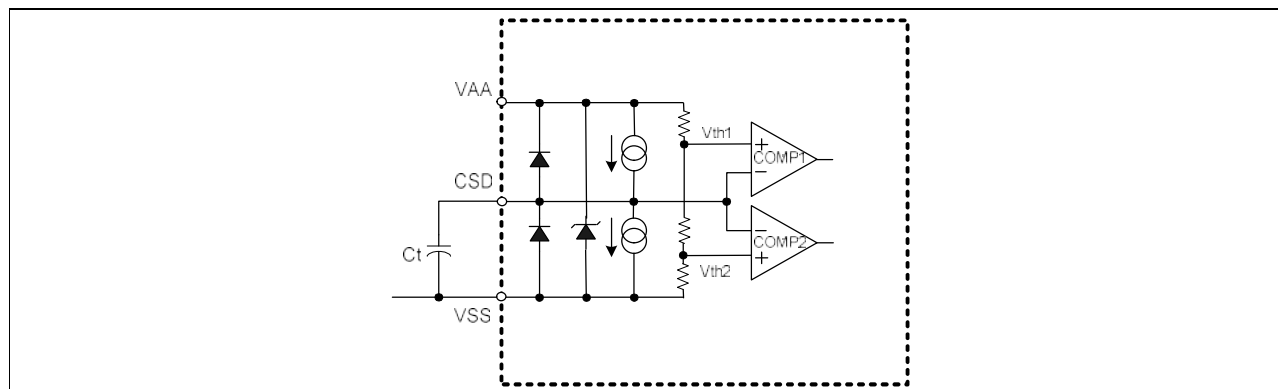 VAA
Vth1
+
COMP1
−
CSD
−
COMP2
+
Ct
Vth2
VSS